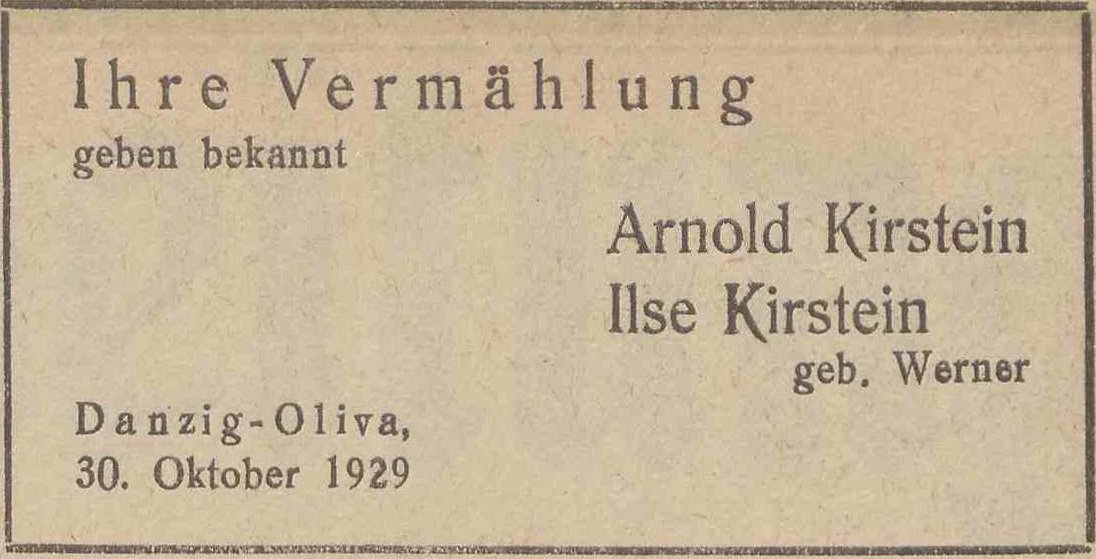 Ihre Vermählung
geben bekannt
Arnold Kirstein
Ilse Kirstein
geb. Werner
Danzig-Oliva,
30. Oktober 1929